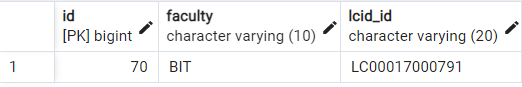 id faculty lcid_id
[PK] bigint character varying (10) character varying (20)
1 70 BIT LC00017000791